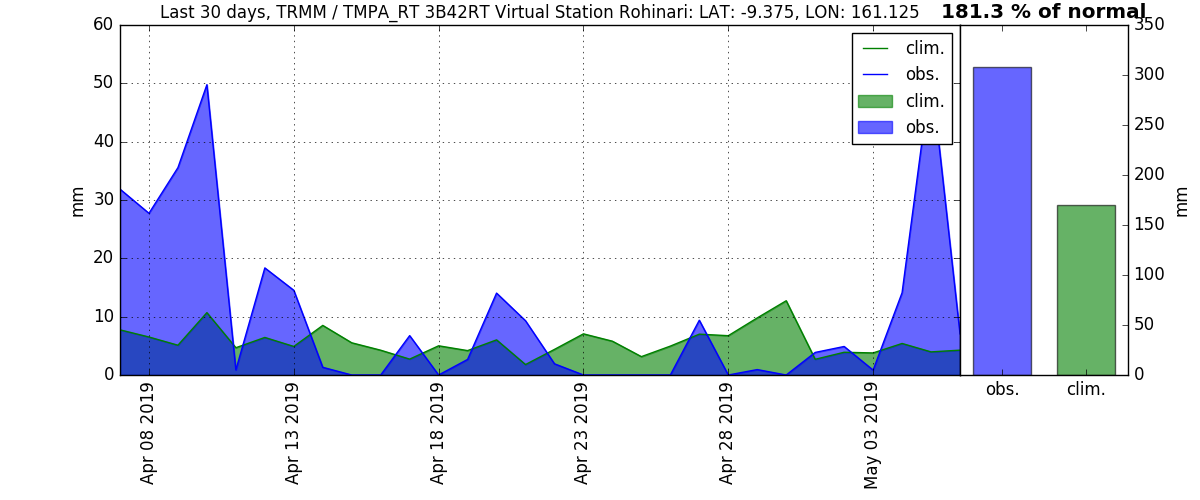 Last 30 days, TRMM / TMPA_RT 3B42RT Virtual Station Rohinari: LAT: -9.375, LON: 161.125
181.3 % of normal
60
50
40
30
20
10
0
mm
clim.
obs.
clim.
obs.
350
300
250
200
150
100
50
0
mm
Apr 08 2019
Apr 13 2019
Apr 18 2019
Apr 23 2019
Apr 28 2019
May 03 2019
obs.
clim.